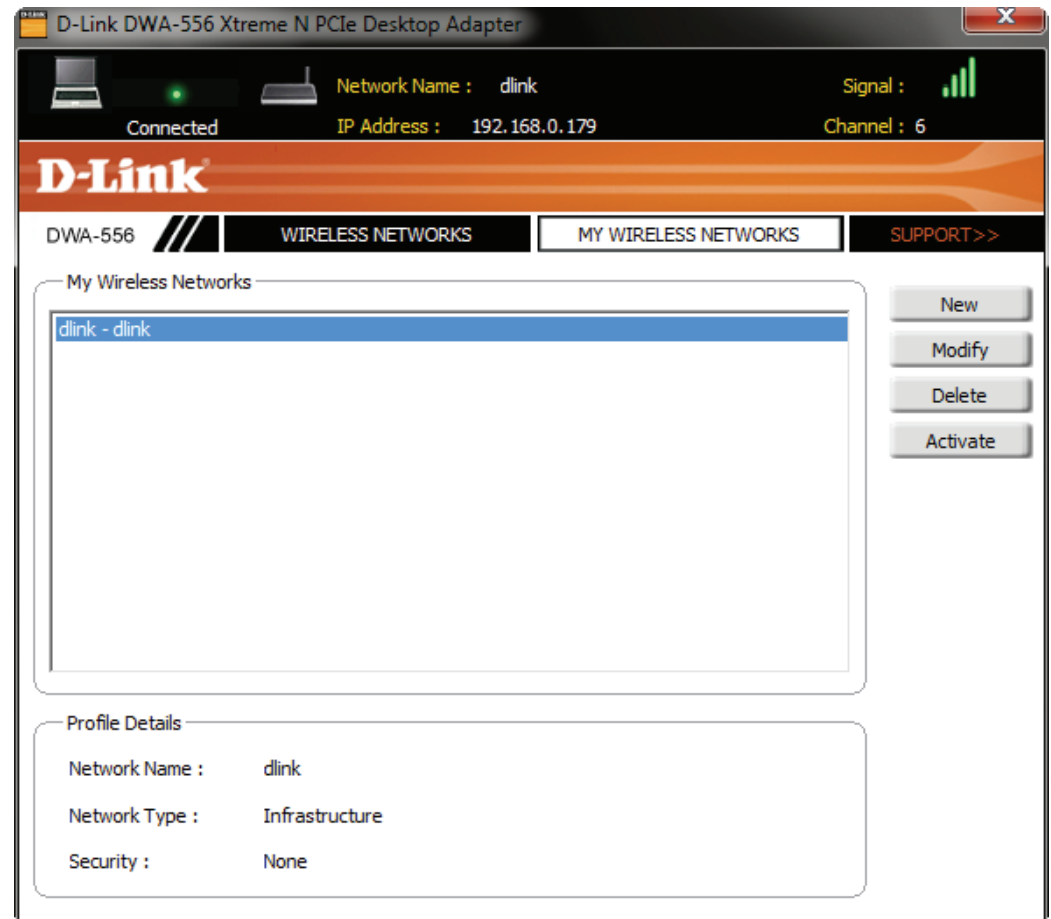 D-Link DWA-556 Xtreme N PCIe Desktop Adapter
Network Name : dlink Signal :
Connected IP Address : 192.168.0.179 Channel : 6
D-Link®
DWA-556 WIRELESS NETWORKS MY WIRELESS NETWORKS SUPPORT>>
My Wireless Networks
dlink - dlink
New
Modify
Delete
Activate
Profile Details
Network Name : dlink
Network Type : Infrastructure
Security : None